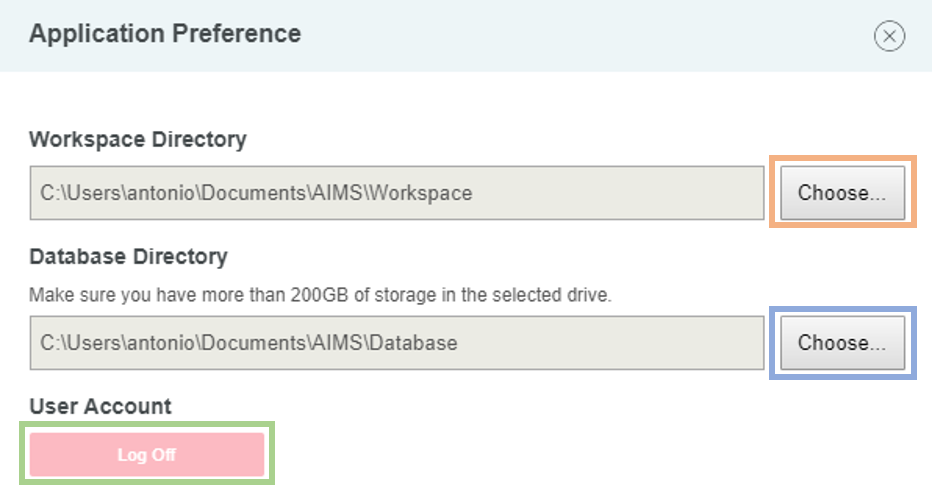 Application Preference
Workspace Directory
C:\Users\antonio\Documents\AIMS\Workspace
Choose...
Database Directory
Make sure you have more than 200GB of storage in the selected drive.
C:\Users\antonio\Documents\AIMS\Database
Choose...
User Account
Log Off